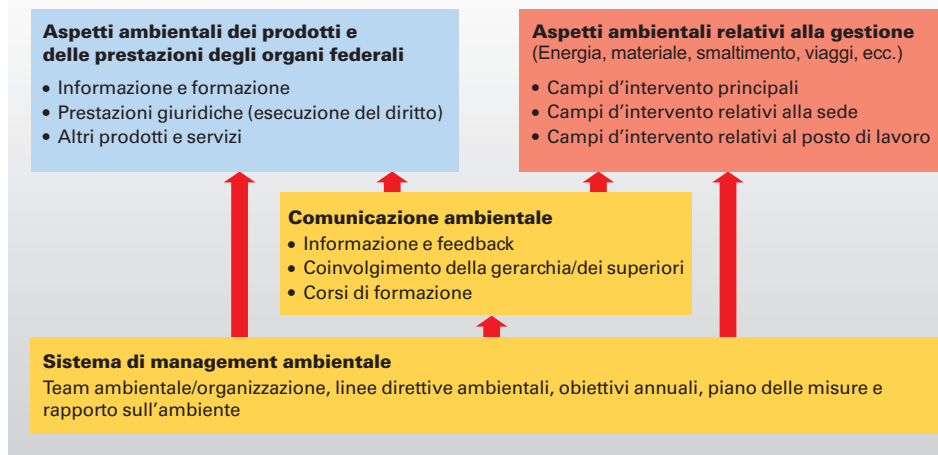 Aspetti ambientali dei prodotti e
delle prestazioni degli organi federali
• Informazione e formazione
• Prestazioni giuridiche (esecuzione del diritto)
• Altri prodotti e servizi
Aspetti ambientali relativi alla gestione
(Energia, materiale, smaltimento, viaggi, ecc.)
• Campi d'intervento principali
• Campi d'intervento relativi alla sede
• Campi d'intervento relativi al posto di lavoro
Comunicazione ambientale
• Informazione e feedback
• Coinvolgimento della gerarchia/dei superiori
• Corsi di formazione
Sistema di management ambientale
Team ambientale/organizzazione, linee direttive ambientali, obiettivi annuali, piano delle misure e
rapporto sull'ambiente